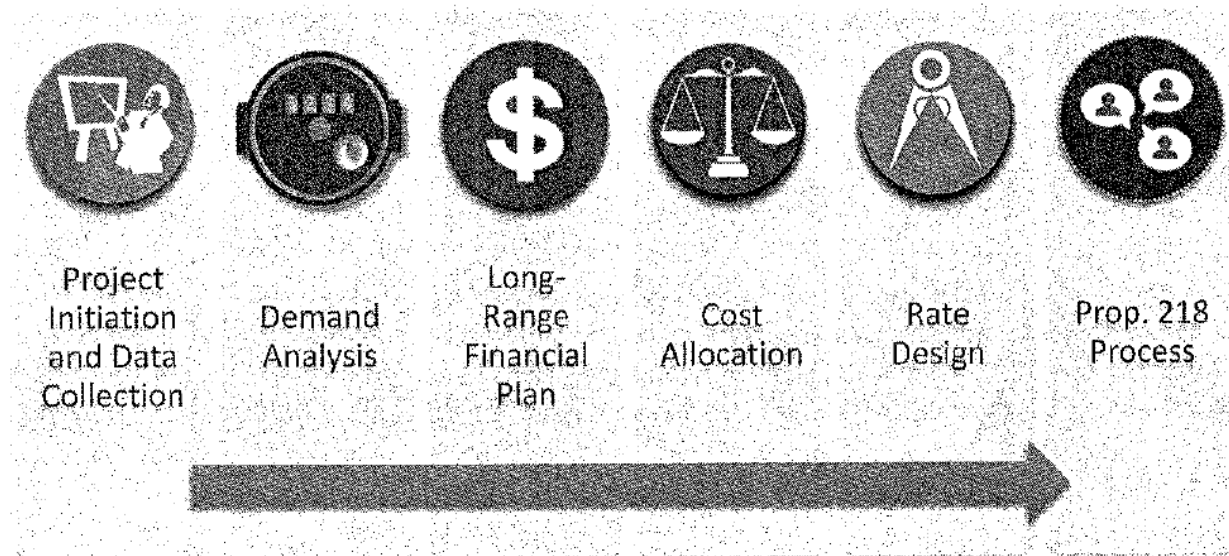 Project
Initiation
and Data
Collection
Demand
Analysis
Long-
Range
Financial
Plan
Cost
Allocation
Rate
Design
Prop. 218
Process